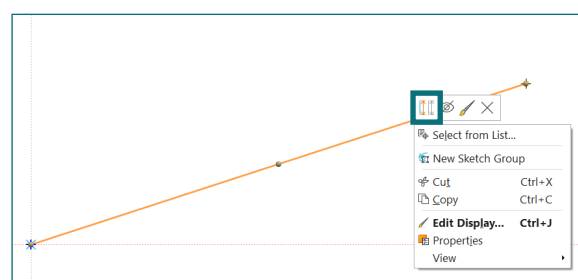 Select from List...
New Sketch Group
Cut Ctrl+X
Copy Ctrl+C
Edit Display... Ctrl+J
Properties
View